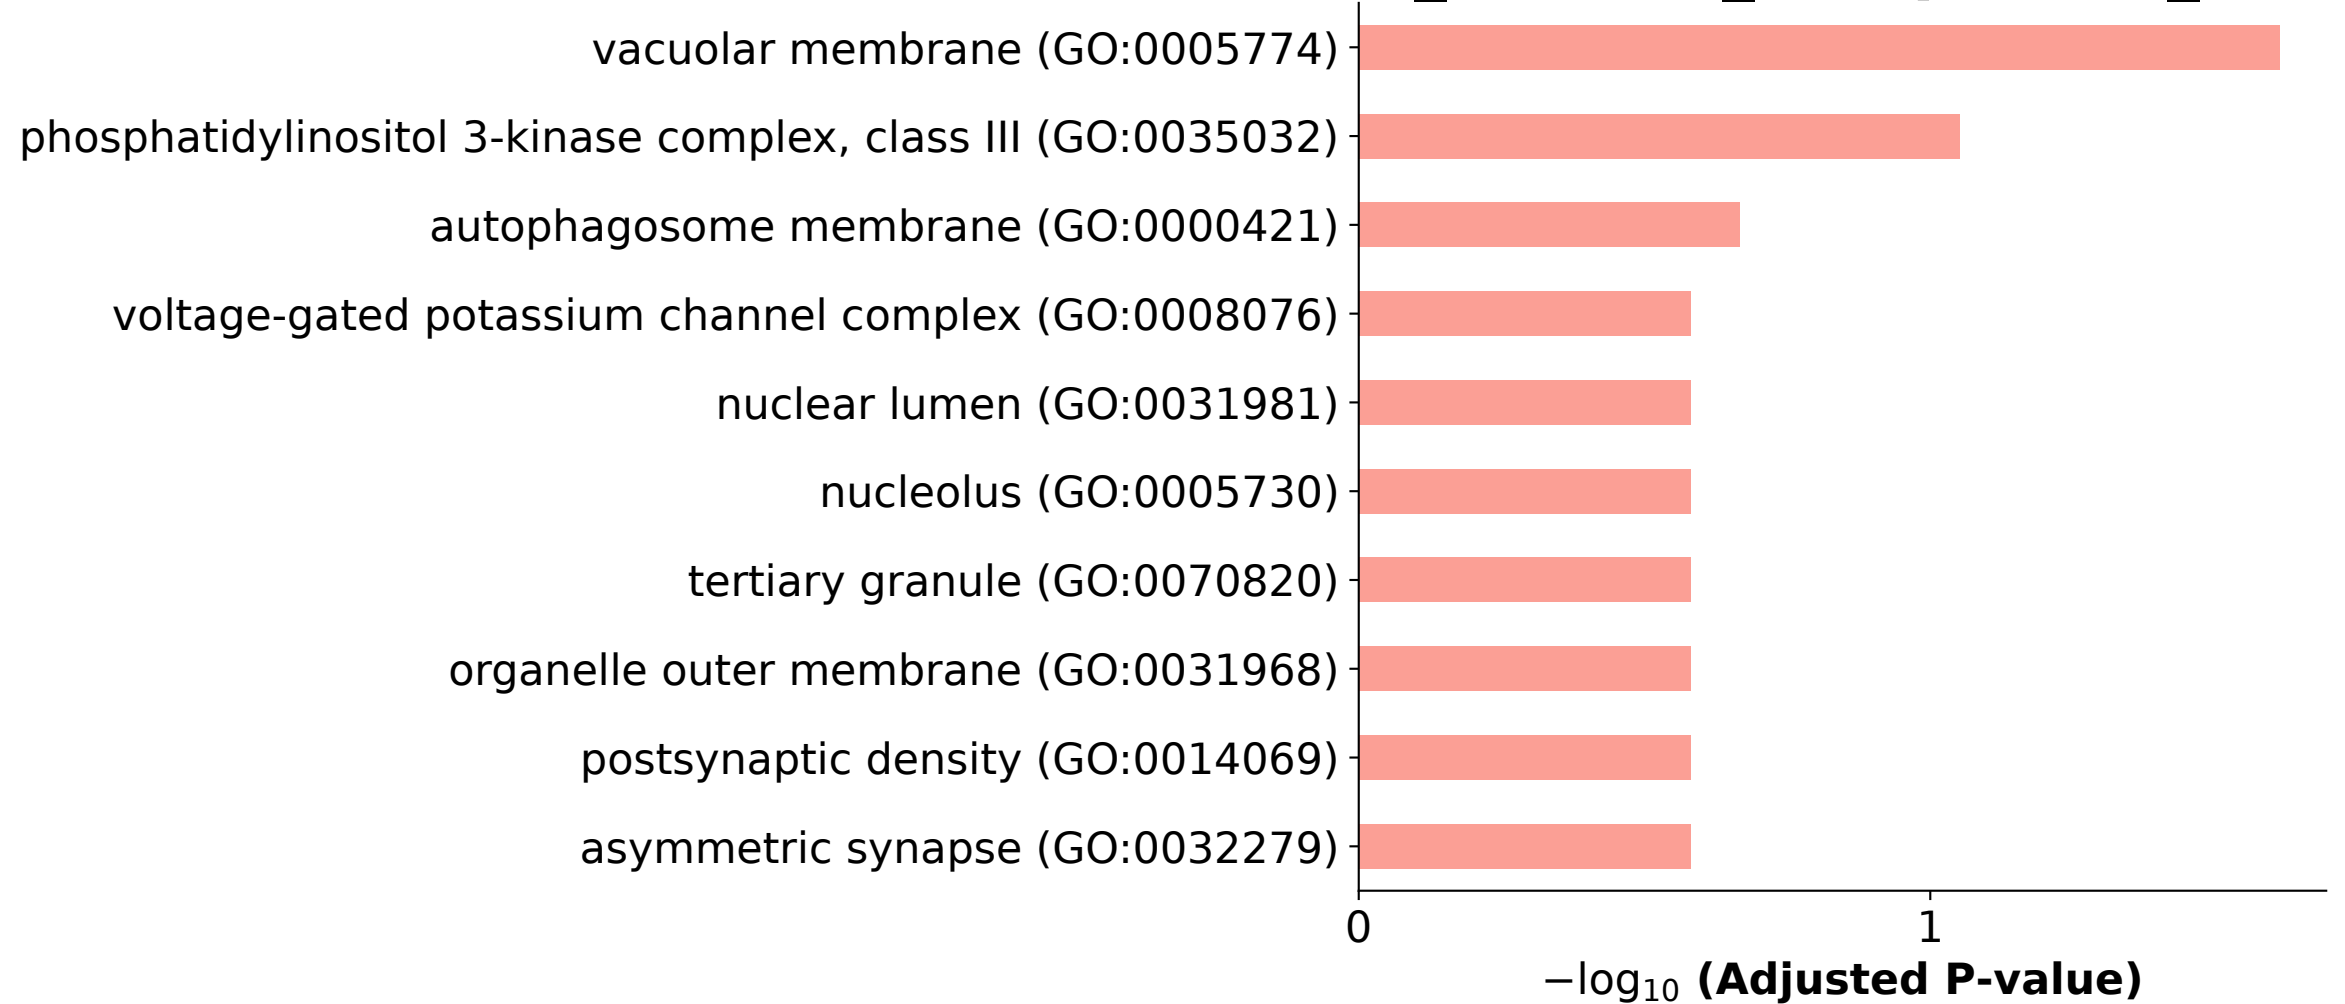 vacuolar membrane (GO:0005774)
phosphatidylinositol 3-kinase complex, class III (GO:0035032)
autophagosome membrane (GO:0000421)
voltage-gated potassium channel complex (GO:0008076)
nuclear lumen (GO:0031981)
nucleolus (GO:0005730)
tertiary granule (GO:0070820)
organelle outer membrane (GO:0031968)
postsynaptic density (GO:0014069)
asymmetric synapse (GO:0032279)
0 1
−log₁₀ (Adjusted P-value)